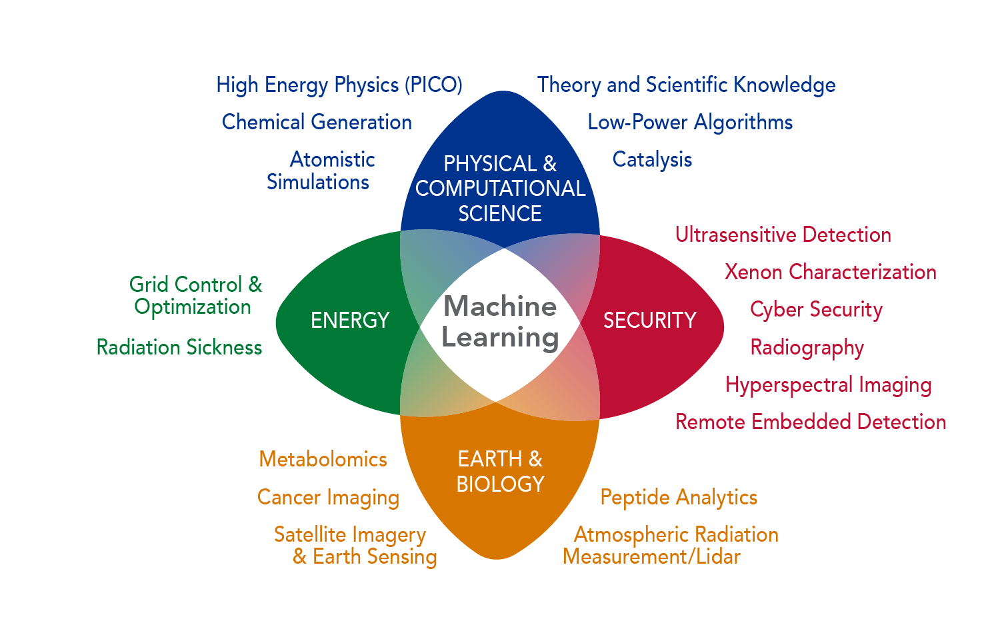 High Energy Physics (PICO)
Chemical Generation
Atomistic
Simulations
Theory and Scientific Knowledge
Low-Power Algorithms
Catalysis
PHYSICAL &
COMPUTATIONAL
SCIENCE
Grid Control &
Optimization
Radiation Sickness
ENERGY
Machine
Learning
SECURITY
Ultrasensitive Detection
Xenon Characterization
Cyber Security
Radiography
Hyperspectral Imaging
Remote Embedded Detection
EARTH &
BIOLOGY
Metabolomics
Cancer Imaging
Satellite Imagery
& Earth Sensing
Peptide Analytics
Atmospheric Radiation
Measurement/Lidar